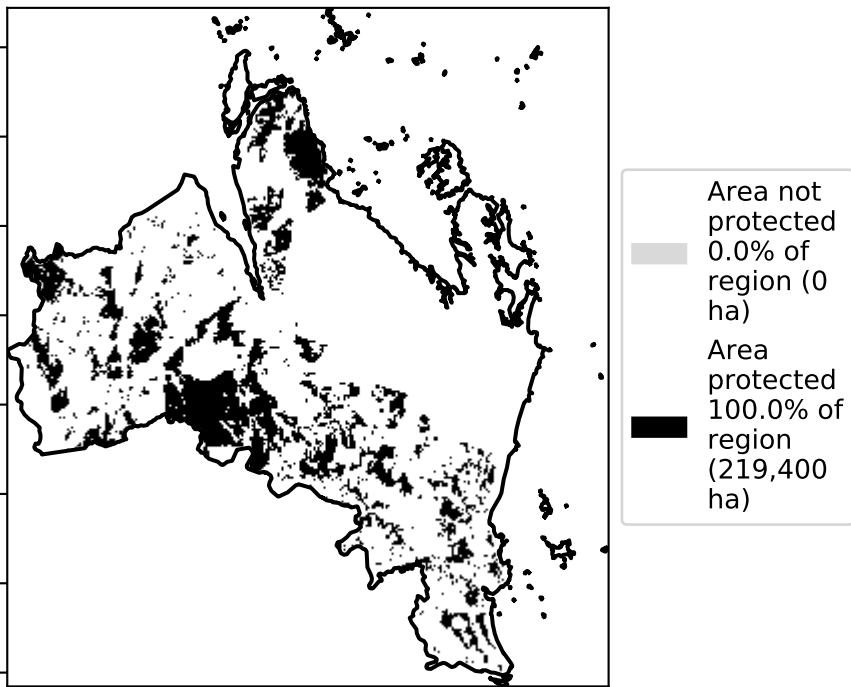 Area not
protected
0.0% of
region (0
ha)
Area
protected
100.0% of
region
(219,400
ha)